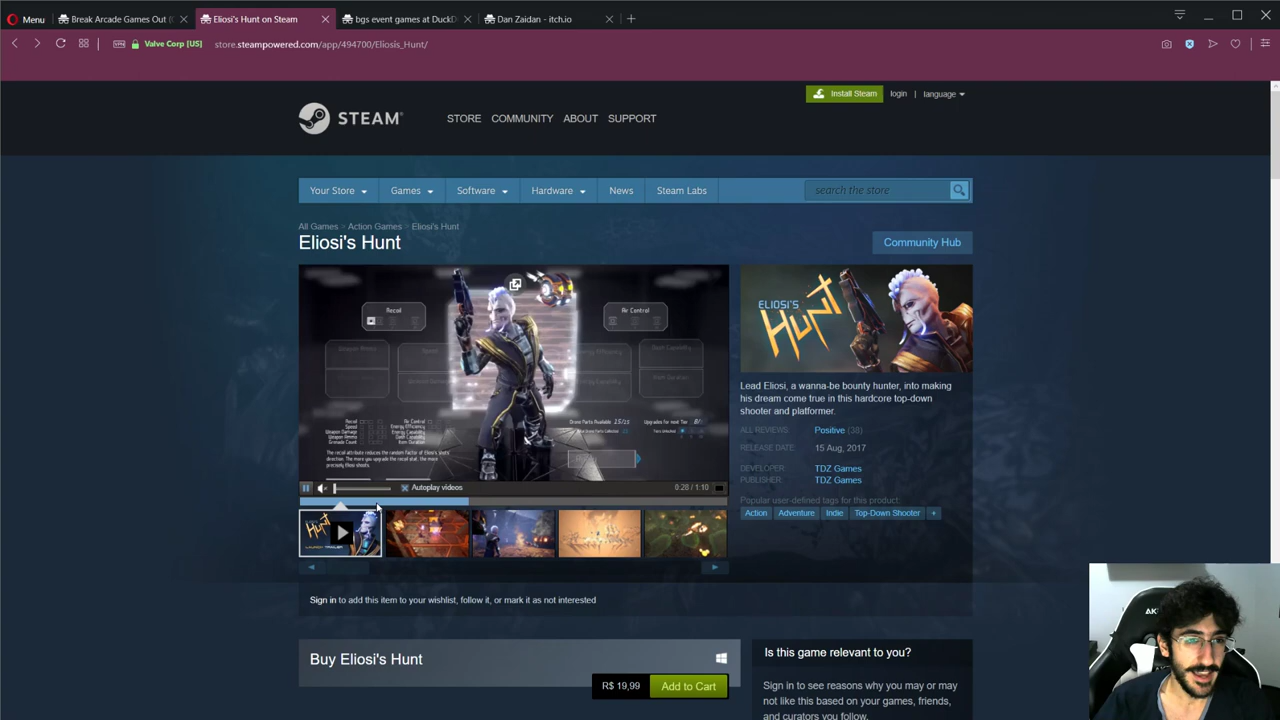 Menu
Break Arcade Games Out (
Eliosi's Hunt on Steam
bgs event games at DuckD
Dan Zaidan - itch.io
VPN
Valve Corp [US]
store.steampowered.com/app/494700/Eliosis_Hunt/
Install Steam
login | language
STEAM®
STORE COMMUNITY ABOUT SUPPORT
Your Store Games Software Hardware News Steam Labs
search the store
All Games > Action Games > Eliosi's Hunt
Eliosi's Hunt
Community Hub
Recoil
Air Control
ELIOSI'S
Hunt
Lead Eliosi, a wanna-be bounty hunter, into making
his dream come true in this hardcore top-down
shooter and platformer.
ALL REVIEWS: Positive (38)
RELEASE DATE: 15 Aug, 2017
DEVELOPER TDZ Games
PUBLISHER: TDZ Games
Popular user-defined tags for this product:
Action Adventure Indie Top-Down Shooter +
Autoplay videos
0:28 / 1:10
Sign in to add this item to your wishlist, follow it, or mark it as not interested
Buy Eliosi's Hunt
R$ 19,99
Add to Cart
Is this game relevant to you?
Sign in to see reasons why you may or may
not like this based on your games, friends,
and curators you follow.